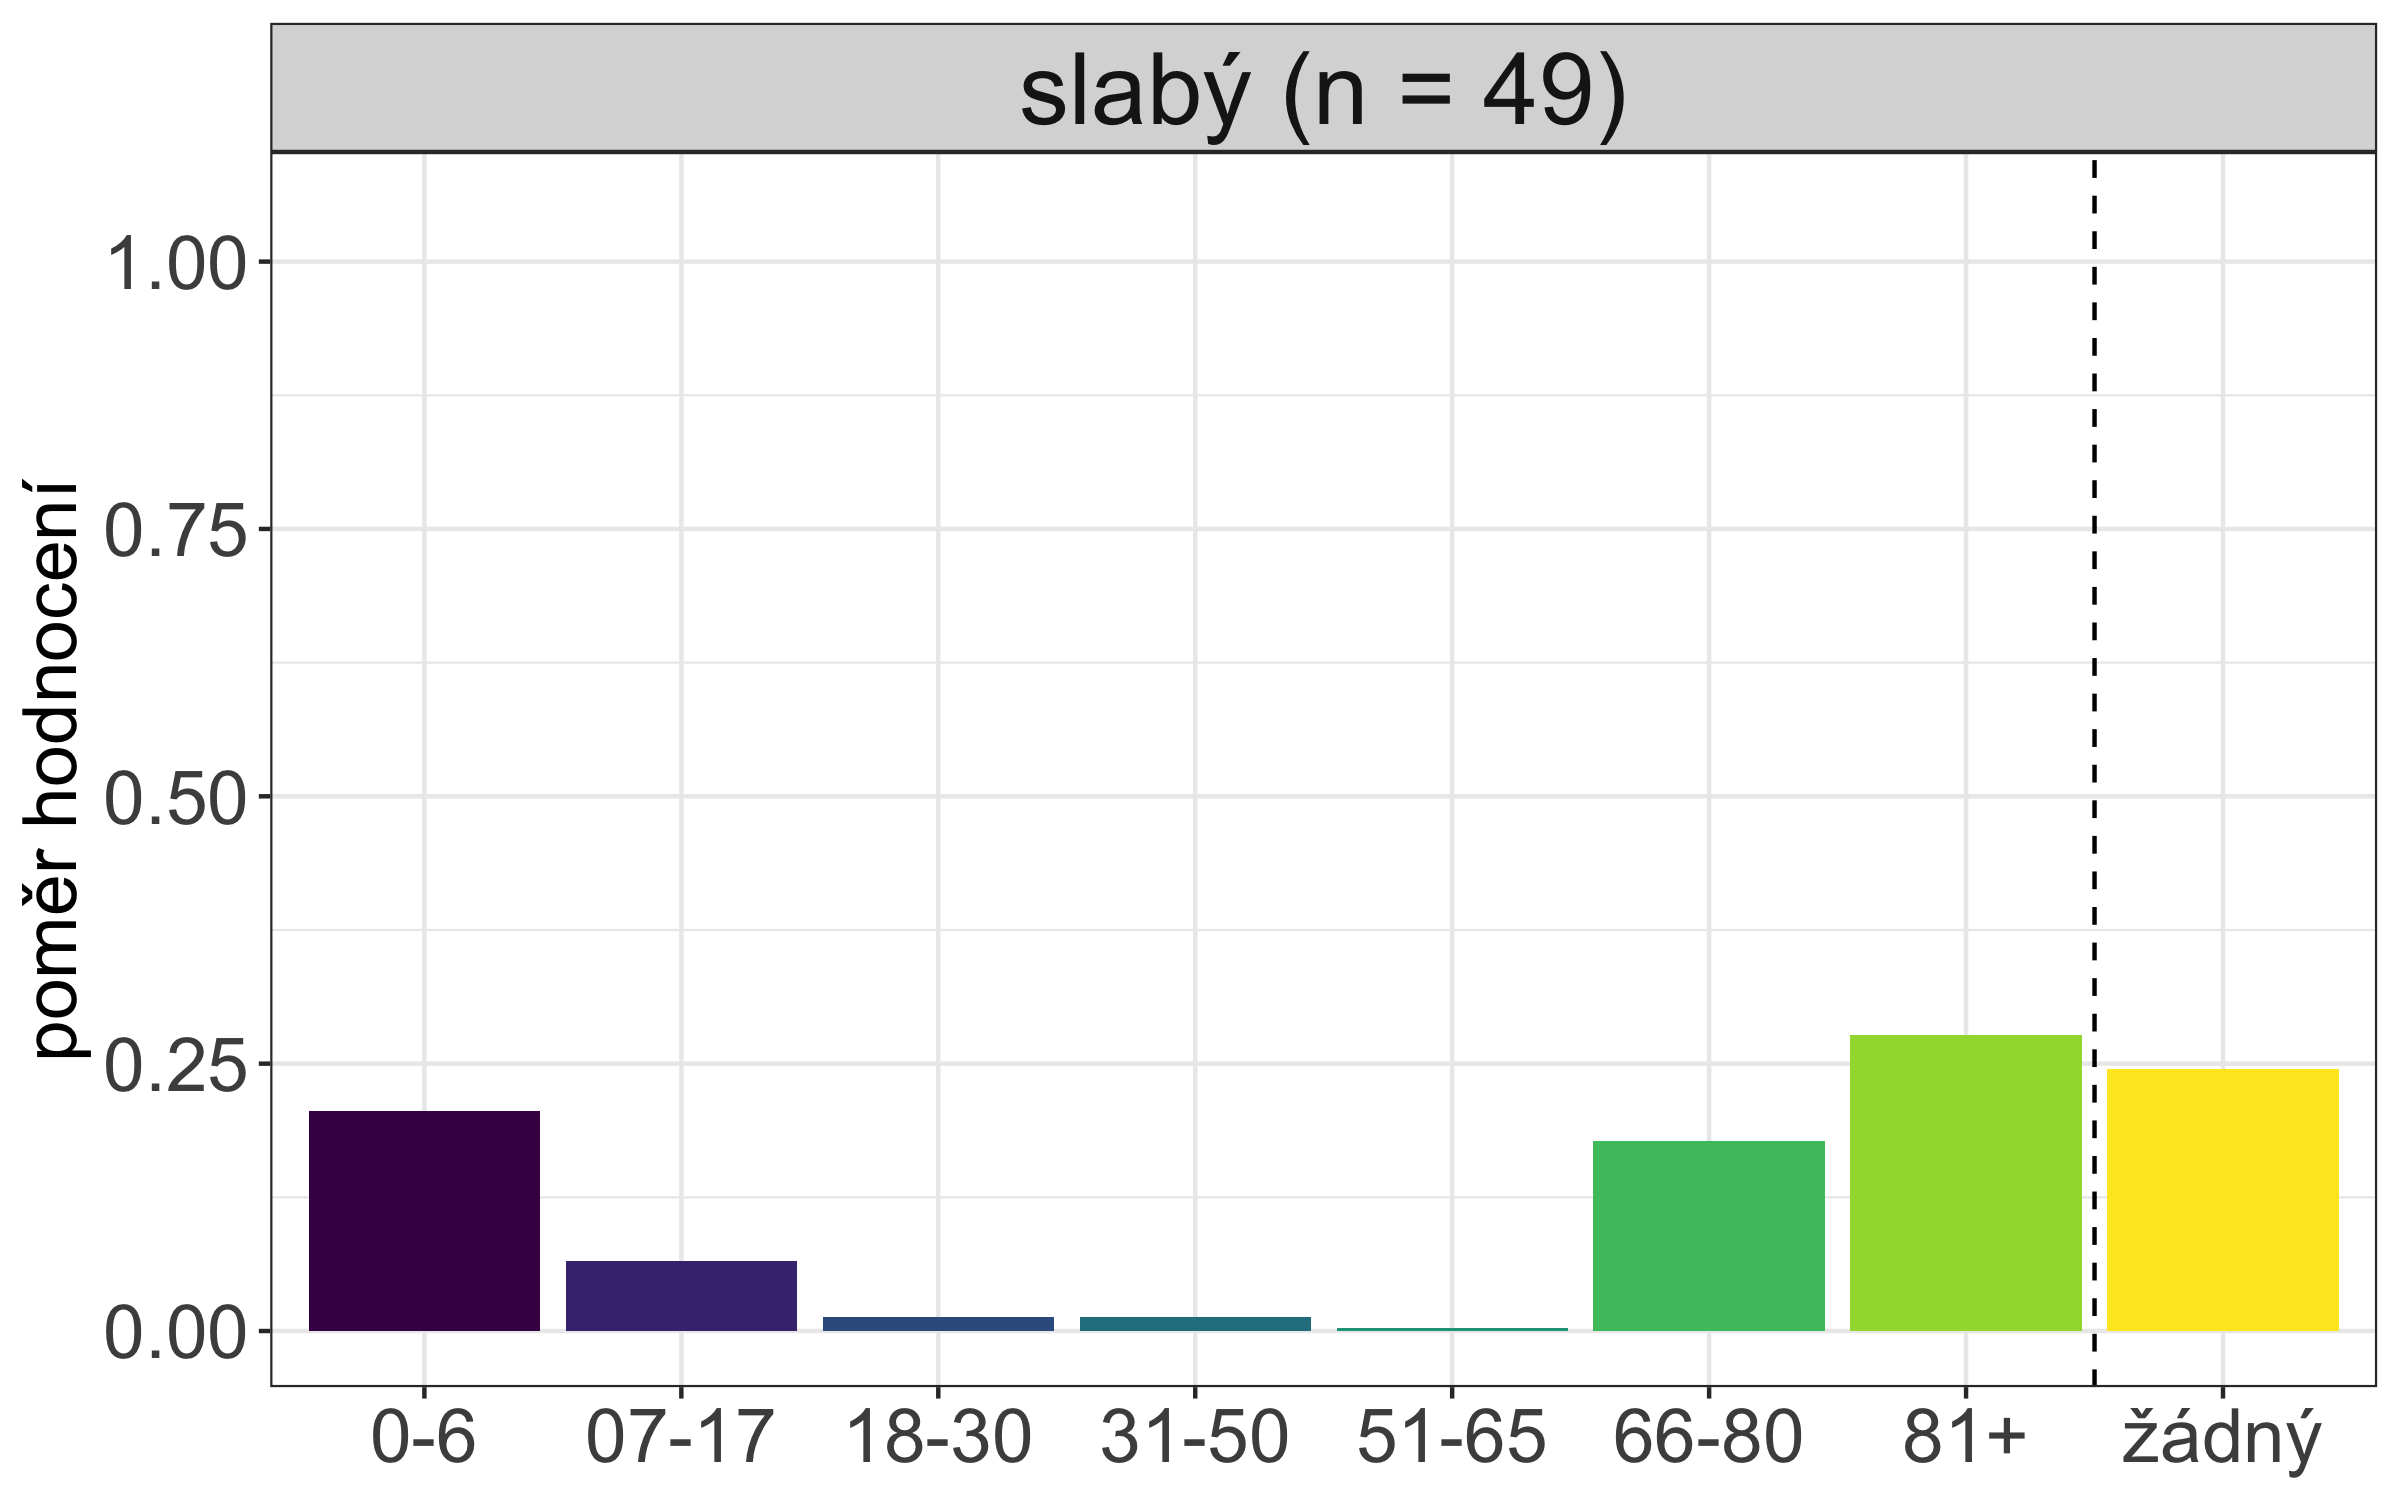 slabý (n = 49)
poměr hodnocení
1.00
0.75
0.50
0.25
0.00
0-6 07-17 18-30 31-50 51-65 66-80 81+ žádný